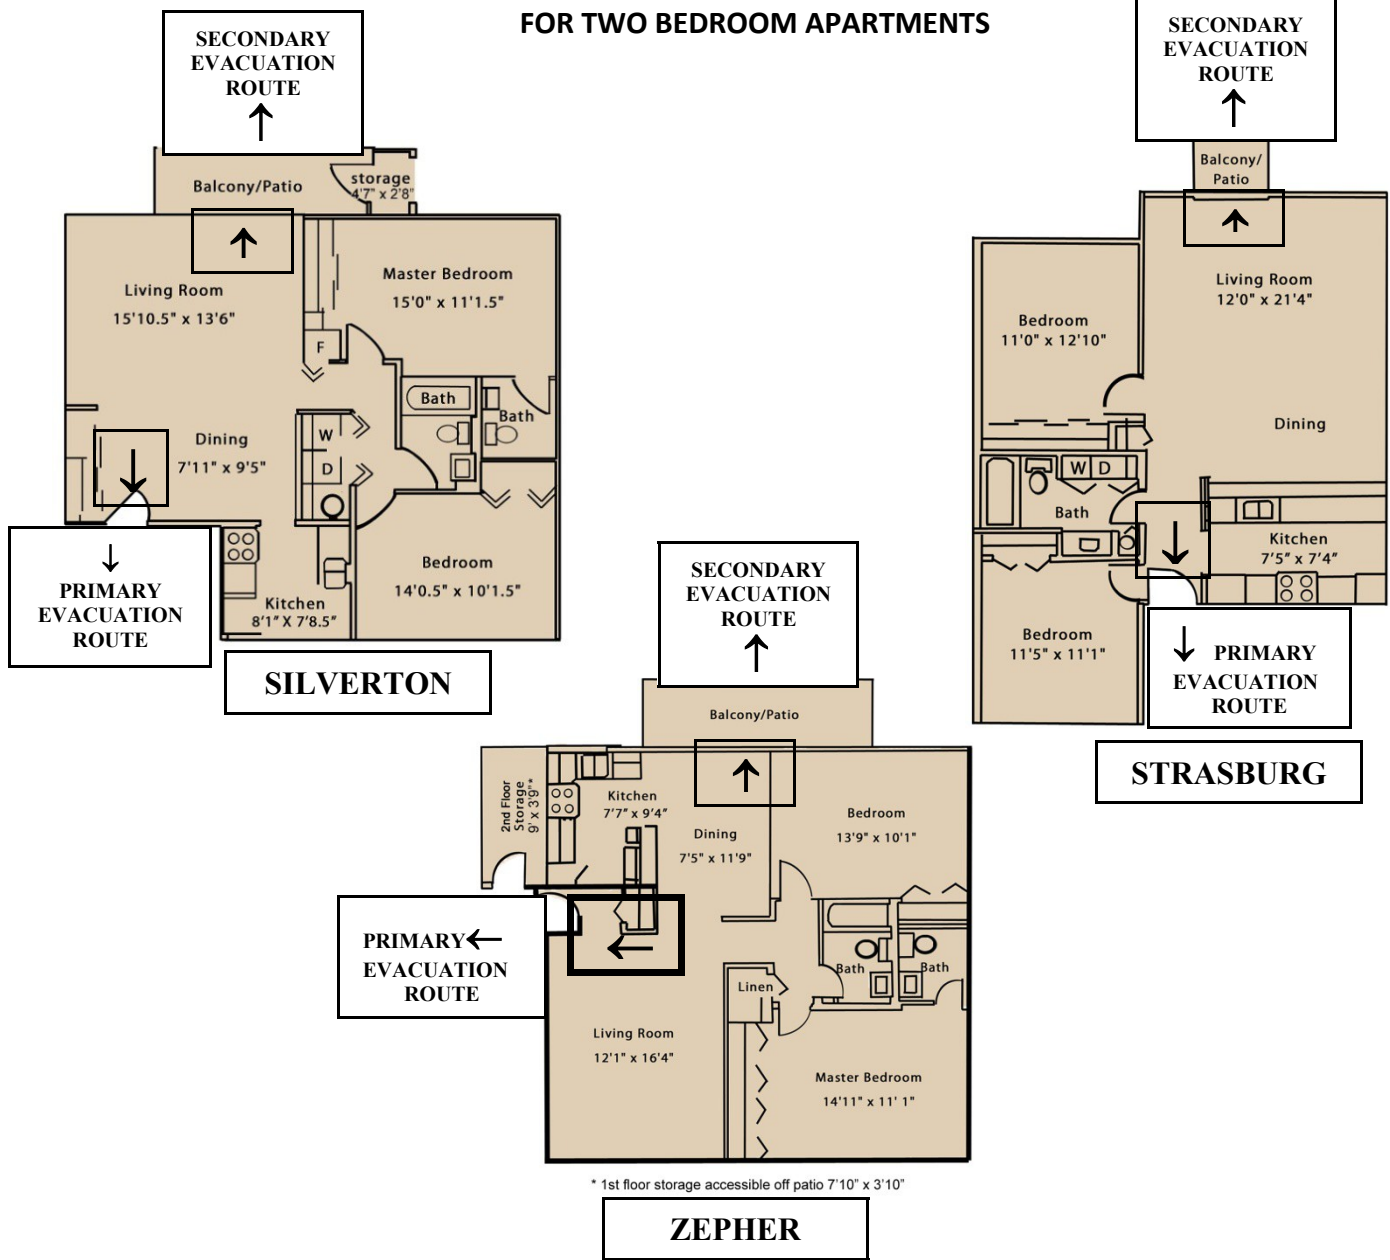 FOR TWO BEDROOM APARTMENTS
SECONDARY
EVACUATION
ROUTE
↑
Balcony/Patio
storage
4'7" x 2'8"
↑
Living Room
15'10.5" x 13'6"
Master Bedroom
15'0" x 11'1.5"
F
Bath
Bath
W
D
Dining
7'11" x 9'5"
↓
↓
PRIMARY
EVACUATION
ROUTE
Bedroom
14'0.5" x 10'1.5"
Kitchen
8'1" X 7'8.5"
SILVERTON
SECONDARY
EVACUATION
ROUTE
↑
Balcony/
Patio
↑
Living Room
12'0" x 21'4"
Bedroom
11'0" x 12'10"
Dining
W D
Bath
↓
Kitchen
7'5" x 7'4"
Bedroom
11'5" x 11'1"
↓ PRIMARY
EVACUATION
ROUTE
STRASBURG
SECONDARY
EVACUATION
ROUTE
↑
Balcony/Patio
↑
2nd Floor
Storage
9' x 3'9"*
Kitchen
7'7" x 9'4"
Dining
7'5" x 11'9"
Bedroom
13'9" x 10'1"
PRIMARY←
EVACUATION
ROUTE
←
Bath
Bath
Linen
Living Room
12'1" x 16'4"
Master Bedroom
14'11" x 11' 1"
* 1st floor storage accessible off patio 7'10" x 3'10"
ZEPHER